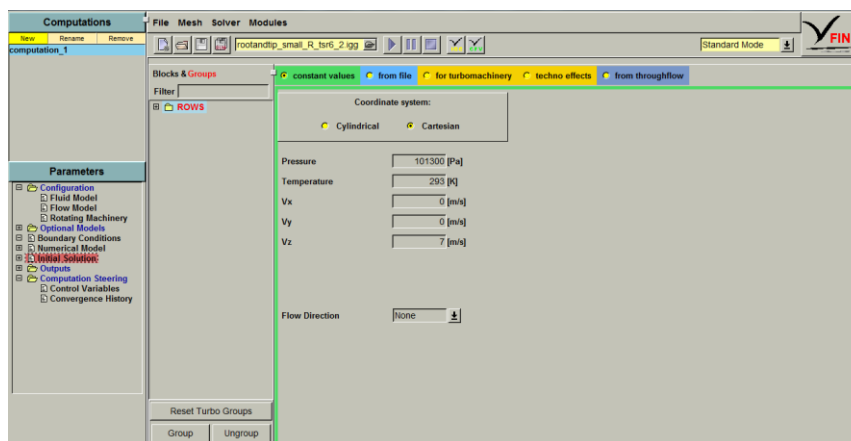 Computations
New Rename Remove
computation_1
File Mesh Solver Modules
rootandtip_small_R_tsr6_2.igg
Standard Mode
FINE
Parameters
Configuration
Fluid Model
Flow Model
Rotating Machinery
Optional Models
Boundary Conditions
Numerical Model
Initial Solution
Outputs
Computation Steering
Control Variables
Convergence History
Blocks & Groups
Filter
ROWS
Reset Turbo Groups
Group Ungroup
constant values from file for turbomachinery techno effects from throughflow
Coordinate system:
Cylindrical Cartesian
Pressure 101300 [Pa]
Temperature 293 [K]
Vx 0 [m/s]
Vy 0 [m/s]
Vz 7 [m/s]
Flow Direction None